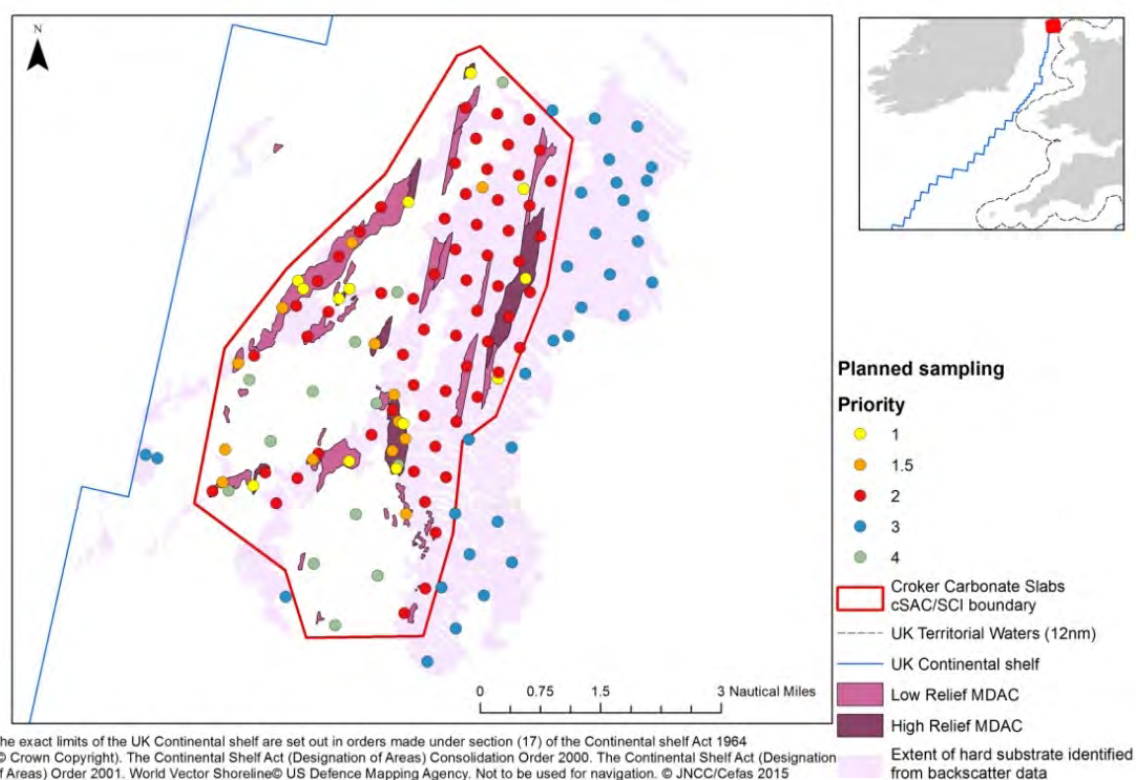 N
Planned sampling
Priority
1
1.5
2
3
4
Croker Carbonate Slabs
cSAC/SCI boundary
UK Territorial Waters (12nm)
UK Continental shelf
Low Relief MDAC
High Relief MDAC
Extent of hard substrate identified
from backscatter data
0 0.75 1.5 3 Nautical Miles
he exact limits of the UK Continental shelf are set out in orders made under section (17) of the Continental shelf Act 1964
© Crown Copyright). The Continental Shelf Act (Designation of Areas) Consolidation Order 2000. The Continental Shelf Act (Designation
of Areas) Order 2001. World Vector Shoreline© US Defence Mapping Agency. Not to be used for navigation. © JNCC/Cefas 2015